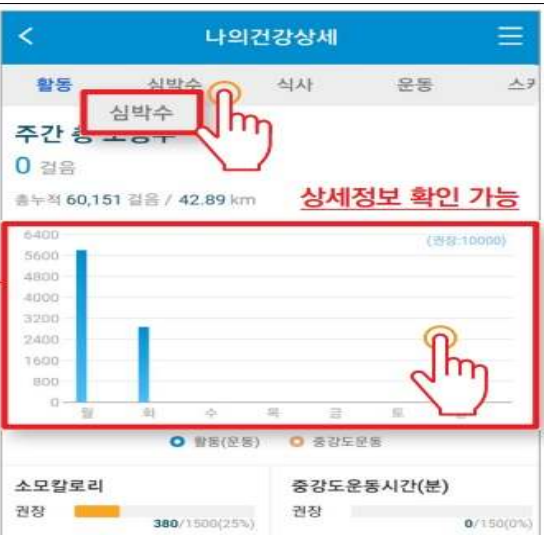 나의건강상세
활동 심박수 식사 운동
심박수
주간 총
0 걸음
총누적 60,151 걸음 / 42.89 km
상세정보 확인 가능
(권장:10000)
6400
5600
4800
4000
3200
2400
1600
800
0
월 화 수 목 금 토
활동(운동) 중강도운동
소모칼로리 중강도운동시간(분)
권장 권장
380/1500(25%) 0/150(0%)